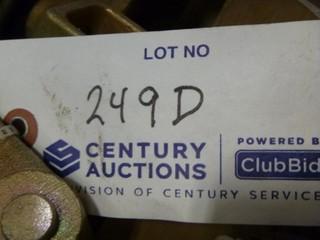 LOT NO
249D
CENTURY
AUCTIONS
POWERED B
ClubBid
VISION OF CENTURY SERVICE